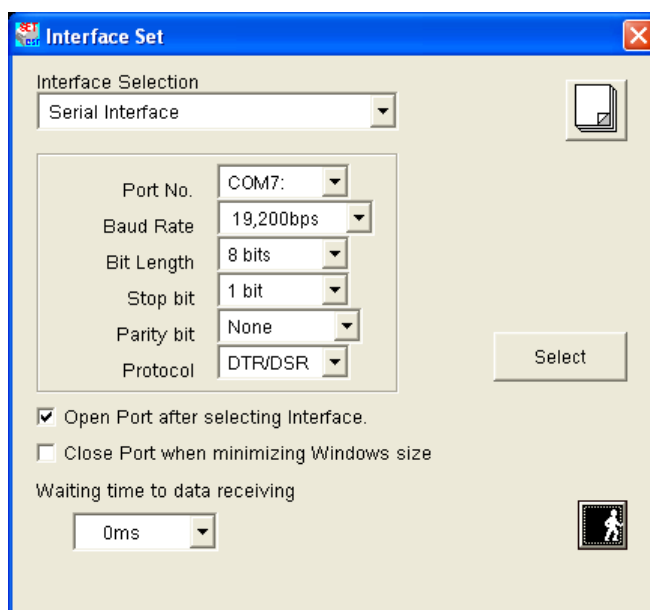 SET
Interface Set
Interface Selection
Serial Interface
Port No. COM7:
Baud Rate 19,200bps
Bit Length 8 bits
Stop bit 1 bit
Parity bit None
Protocol DTR/DSR
Select
Open Port after selecting Interface.
Close Port when minimizing Windows size
Waiting time to data receiving
0ms